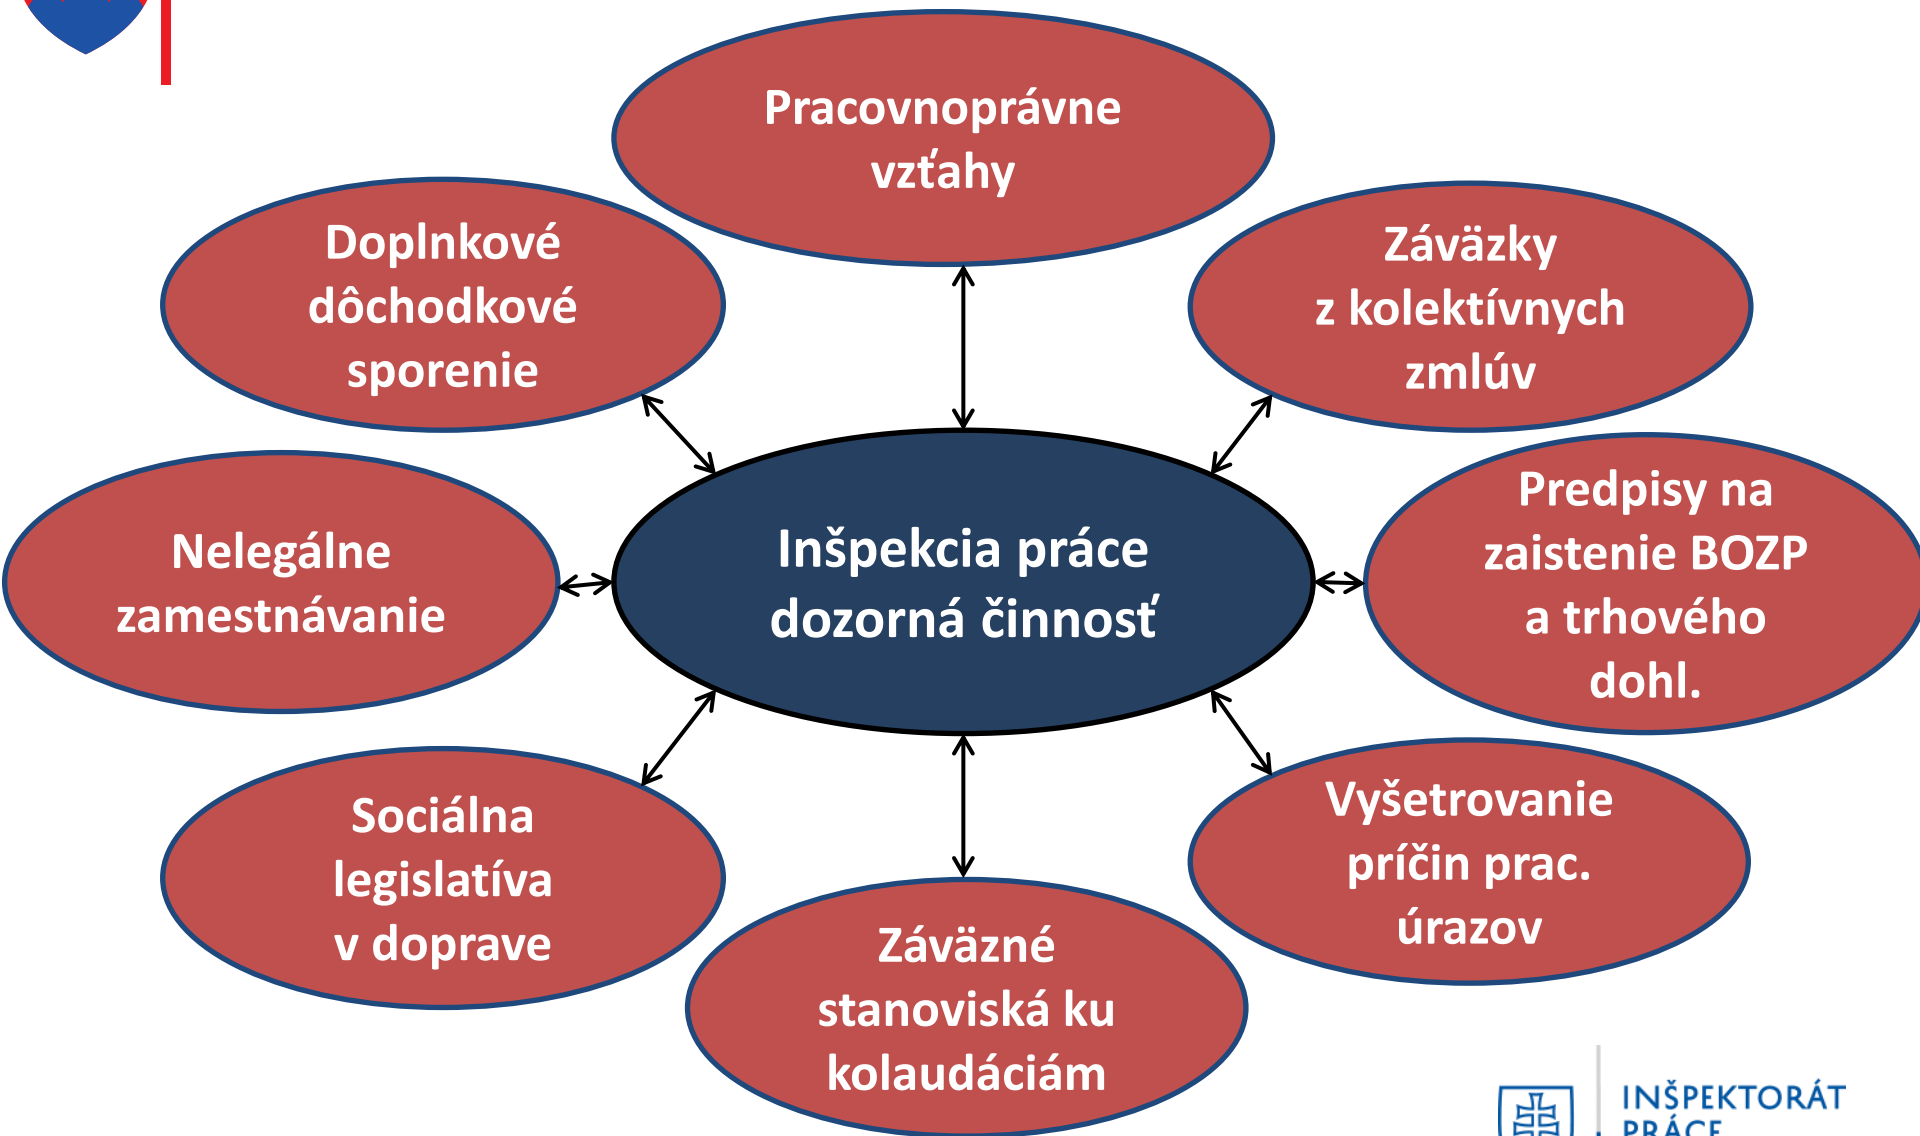 Pracovnoprávne
vzťahy
Doplnkové
dôchodkové
sporenie
Záväzky
z kolektívnych
zmlúv
Nelegálne
zamestnávanie
Inšpekcia práce
dozorná činnosť
Predpisy na
zaistenie BOZP
a trhového
dohl.
Sociálna
legislatíva
v doprave
Záväzné
stanoviská ku
kolaudáciám
Vyšetrovanie
príčin prac.
úrazov
INŠPEKTORÁT
PRÁCE